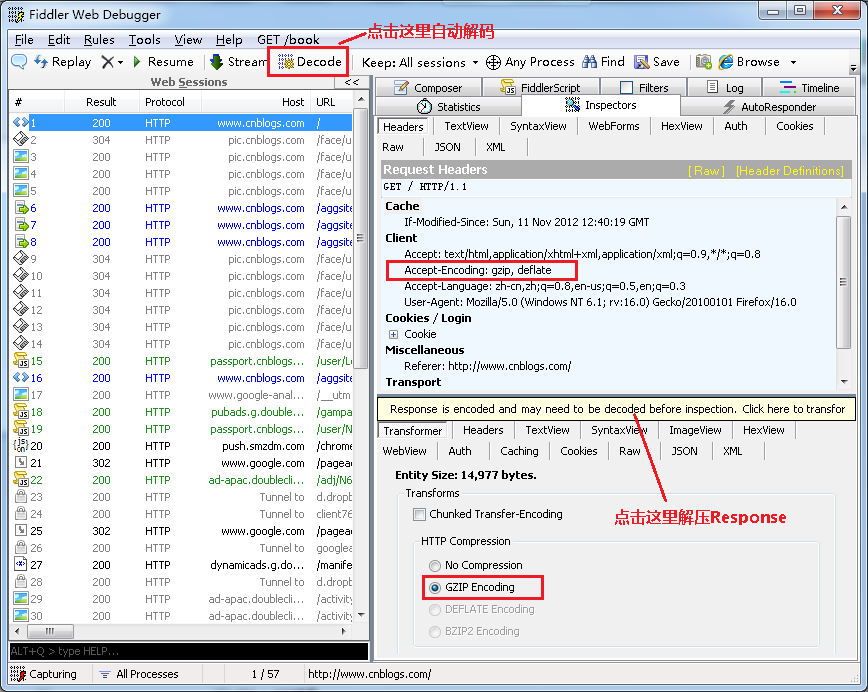 Fiddler Web Debugger
File Edit Rules Tools View Help GET /book
点击这里自动解码
Replay Resume Stream Decode Keep: All sessions Any Process Find Save Browse
Web Sessions <<
# Result Protocol Host URL
1 200 HTTP www.cnblogs.com /
2 304 HTTP pic.cnblogs.com /face/u
3 200 HTTP pic.cnblogs.com /face/u
4 200 HTTP pic.cnblogs.com /face/u
5 200 HTTP pic.cnblogs.com /face/u
6 200 HTTP www.cnblogs.com /aggsite
7 200 HTTP www.cnblogs.com /aggsite
8 200 HTTP www.cnblogs.com /aggsite
9 304 HTTP pic.cnblogs.com /face/u
10 304 HTTP pic.cnblogs.com /face/u
11 304 HTTP pic.cnblogs.com /face/u
12 304 HTTP pic.cnblogs.com /face/u
13 304 HTTP pic.cnblogs.com /face/u
14 304 HTTP pic.cnblogs.com /face/u
15 200 HTTP passport.cnblogs... /user/L
16 200 HTTP www.cnblogs.com /aggsite
17 200 HTTP www.google-anal... /__utm
18 200 HTTP pubads.g.double... /gampa
19 200 HTTP passport.cnblogs... /user/N
20 200 HTTP push.smzdm.com /chrome
21 302 HTTP www.google.com /pagead
22 200 HTTP ad-apac.doublecli... /adj/N6
23 200 HTTP Tunnel to d.dropb
24 200 HTTP Tunnel to client76
25 302 HTTP www.google.com /pagead
26 200 HTTP Tunnel to googlea
27 200 HTTP dynamicads.g.do... /manife
28 200 HTTP Tunnel to d.dropb
29 200 HTTP ad-apac.doublecli... /activity
30 200 HTTP ad-apac.doublecli... /activity
ALT+Q > type HELP...
Composer FiddlerScript Filters Log Timeline
Statistics Inspectors AutoResponder
Headers TextView SyntaxView WebForms HexView Auth Cookies
Raw JSON XML
Request Headers [ Raw ] [Header Definitions]
GET / HTTP/1.1
Cache
If-Modified-Since: Sun, 11 Nov 2012 12:40:19 GMT
Client
Accept: text/html,application/xhtml+xml,application/xml;q=0.9,*/*;q=0.8
Accept-Encoding: gzip, deflate
Accept-Language: zh-cn,zh;q=0.8,en-us;q=0.5,en;q=0.3
User-Agent: Mozilla/5.0 (Windows NT 6.1; rv:16.0) Gecko/20100101 Firefox/16.0
Cookies / Login
Cookie
Miscellaneous
Referer: http://www.cnblogs.com/
Transport
Response is encoded and may need to be decoded before inspection. Click here to transfor
Transformer Headers TextView SyntaxView ImageView HexView
WebView Auth Caching Cookies Raw JSON XML
Entity Size: 14,977 bytes.
Transforms
Chunked Transfer-Encoding
点击这里解压Response
HTTP Compression
No Compression
GZIP Encoding
DEFLATE Encoding
BZIP2 Encoding
Capturing All Processes 1 / 57 http://www.cnblogs.com/